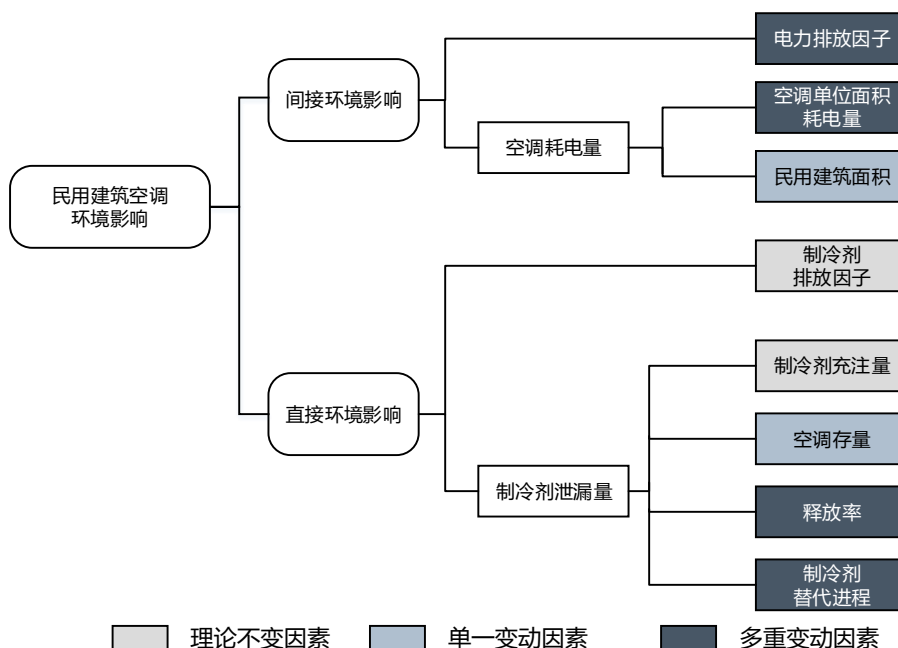 电力排放因子
间接环境影响
空调单位面积
耗电量
空调耗电量
民用建筑面积
民用建筑空调
环境影响
制冷剂
排放因子
制冷剂充注量
直接环境影响
空调存量
制冷剂泄漏量
释放率
制冷剂
替代进程
理论不变因素
单一变动因素
多重变动因素